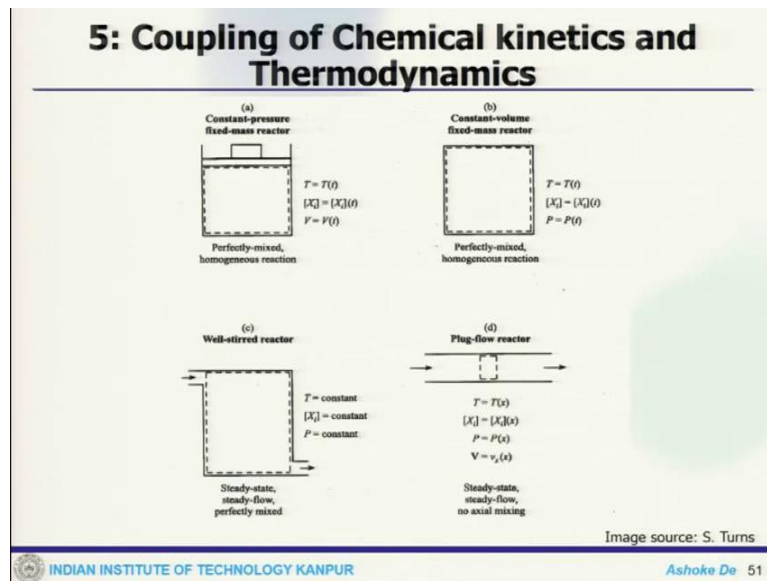 5: Coupling of Chemical kinetics and
Thermodynamics
(a)
Constant-pressure
fixed-mass reactor
T = T(t)
[Xi] = [Xi](t)
V = V(t)
Perfectly-mixed,
homogeneous reaction
(b)
Constant-volume
fixed-mass reactor
T = T(t)
[Xi] = [Xi](t)
P = P(t)
Perfectly-mixed,
homogeneous reaction
(c)
Well-stirred reactor
T = constant
[Xi] = constant
P = constant
Steady-state,
steady-flow,
perfectly mixed
(d)
Plug-flow reactor
T = T(x)
[Xi] = [Xi](x)
P = P(x)
V = vx(x)
Steady-state,
steady-flow,
no axial mixing
Image source: S. Turns
INDIAN INSTITUTE OF TECHNOLOGY KANPUR
Ashoke De 51